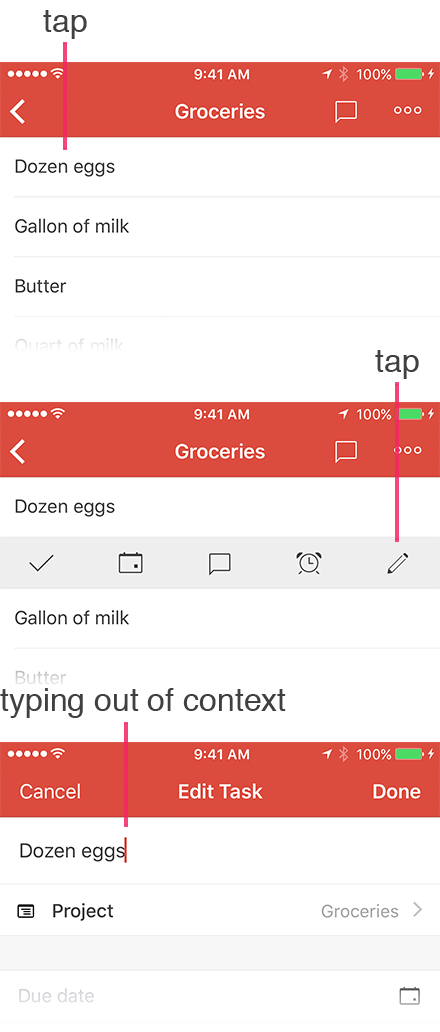 tap
9:41 AM 100%
Groceries
Dozen eggs
Gallon of milk
Butter
Quart of milk
tap
9:41 AM 100%
Groceries
Dozen eggs
Gallon of milk
Butter
typing out of context
9:41 AM 100%
Cancel Edit Task Done
Dozen eggs
Project Groceries
Due date